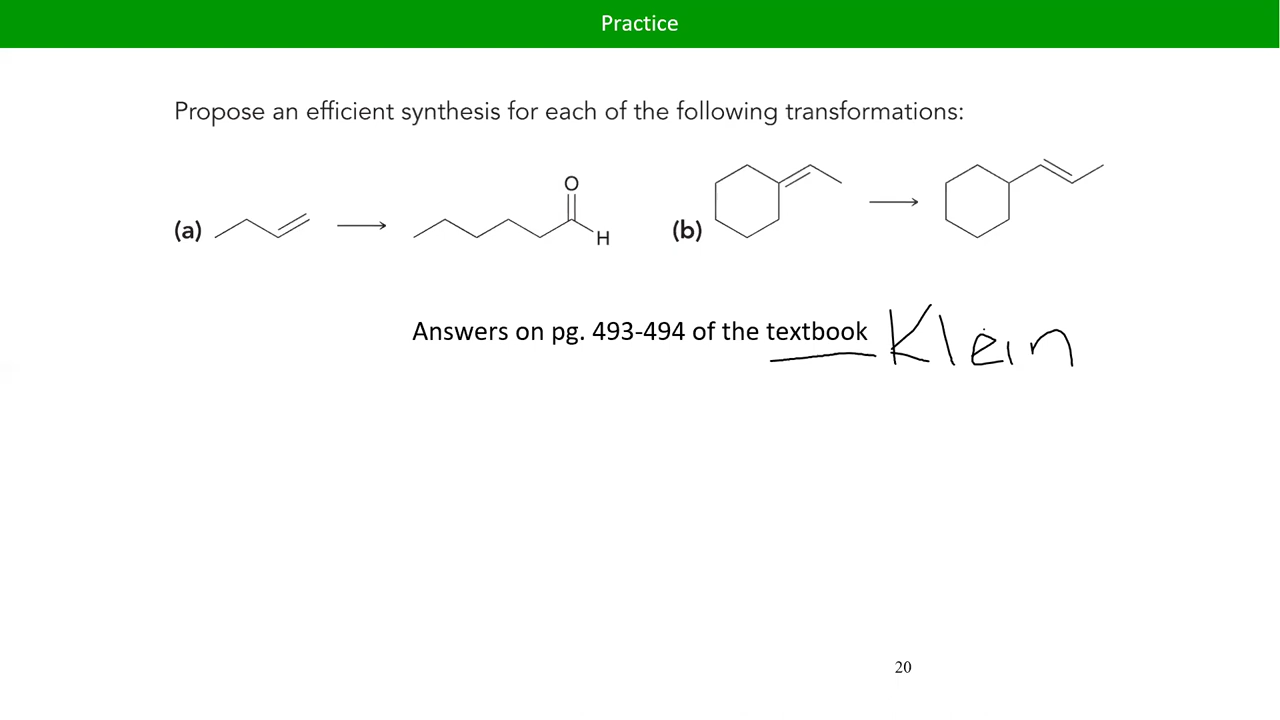 Practice
Propose an efficient synthesis for each of the following transformations:
(a) O H (b)
Answers on pg. 493-494 of the textbook Klein
20